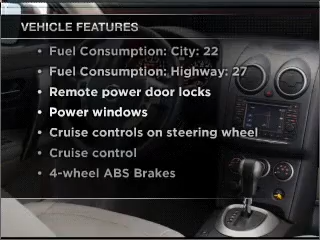 VEHICLE FEATURES
• Fuel Consumption: City: 22
• Fuel Consumption: Highway: 27
• Remote power door locks
• Power windows
• Cruise controls on steering wheel
• Cruise control
• 4-wheel ABS Brakes